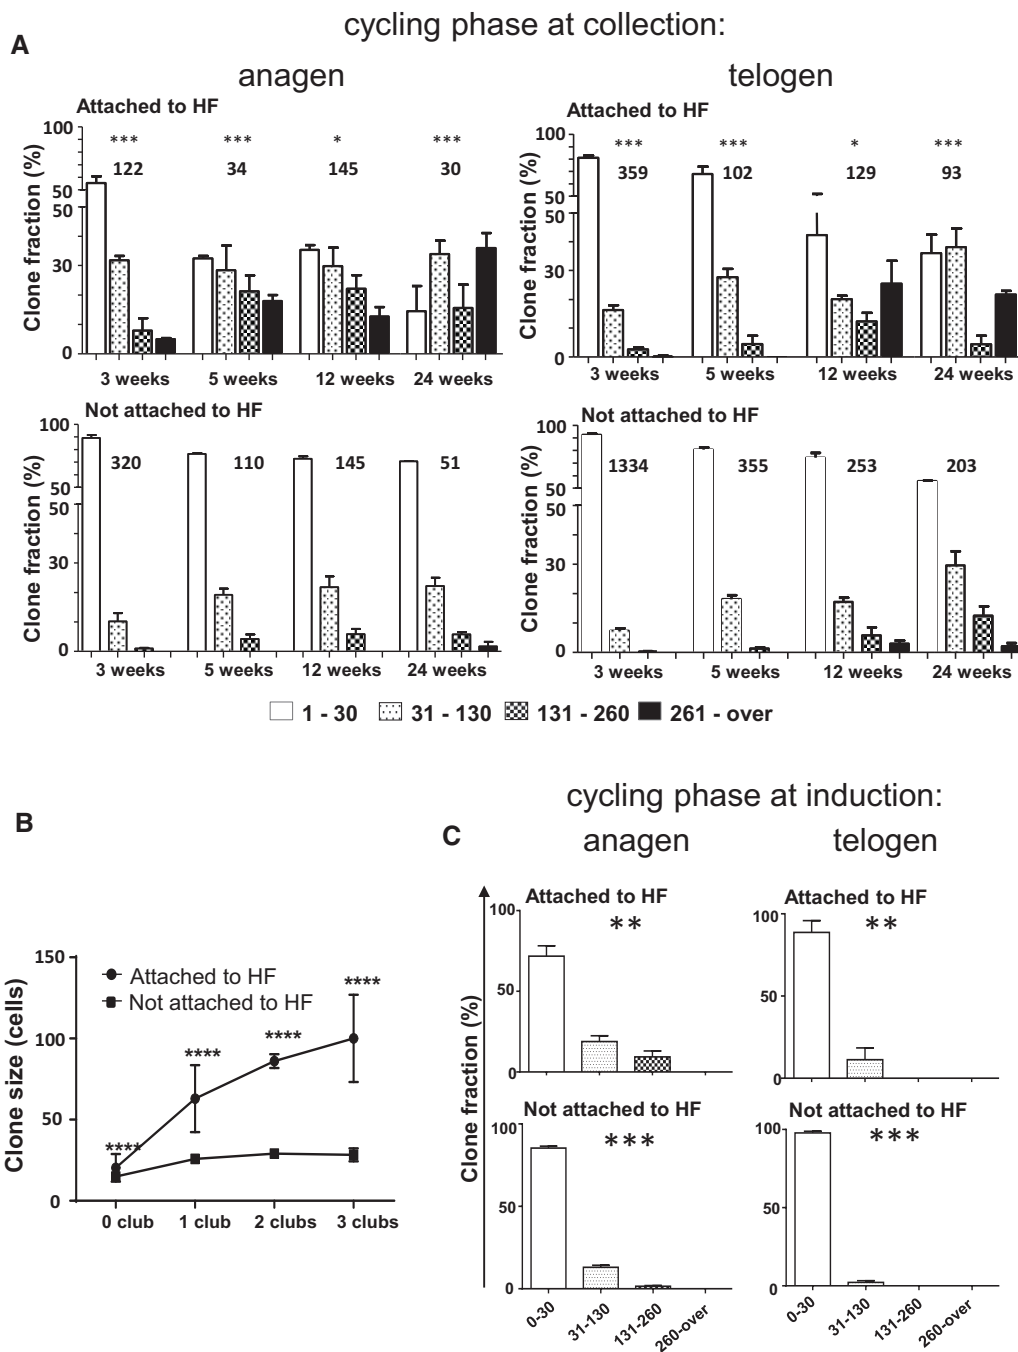 cycling phase at collection:
A
anagen
telogen
Attached to HF
Clone fraction (%)
100
50
50
30
0
*** *** * ***
122 34 145 30
3 weeks 5 weeks 12 weeks 24 weeks
Attached to HF
Clone fraction (%)
100
50
50
30
0
*** *** * ***
359 102 129 93
3 weeks 5 weeks 12 weeks 24 weeks
Not attached to HF
Clone fraction (%)
100
50
50
30
0
320 110 145 51
3 weeks 5 weeks 12 weeks 24 weeks
Not attached to HF
Clone fraction (%)
100
50
50
30
0
1334 355 253 203
3 weeks 5 weeks 12 weeks 24 weeks
1 - 30 31 - 130 131 - 260 261 - over
B
Clone size (cells)
150
100
50
0
Attached to HF
Not attached to HF
**** **** **** ****
0 club 1 club 2 clubs 3 clubs
cycling phase at induction:
C
anagen
telogen
Clone fraction (%)
Attached to HF
**
100
50
0
Attached to HF
**
100
50
0
Not attached to HF
***
100
50
0
0-30 31-130 131-260 260-over
Not attached to HF
***
100
50
0
0-30 31-130 131-260 260-over